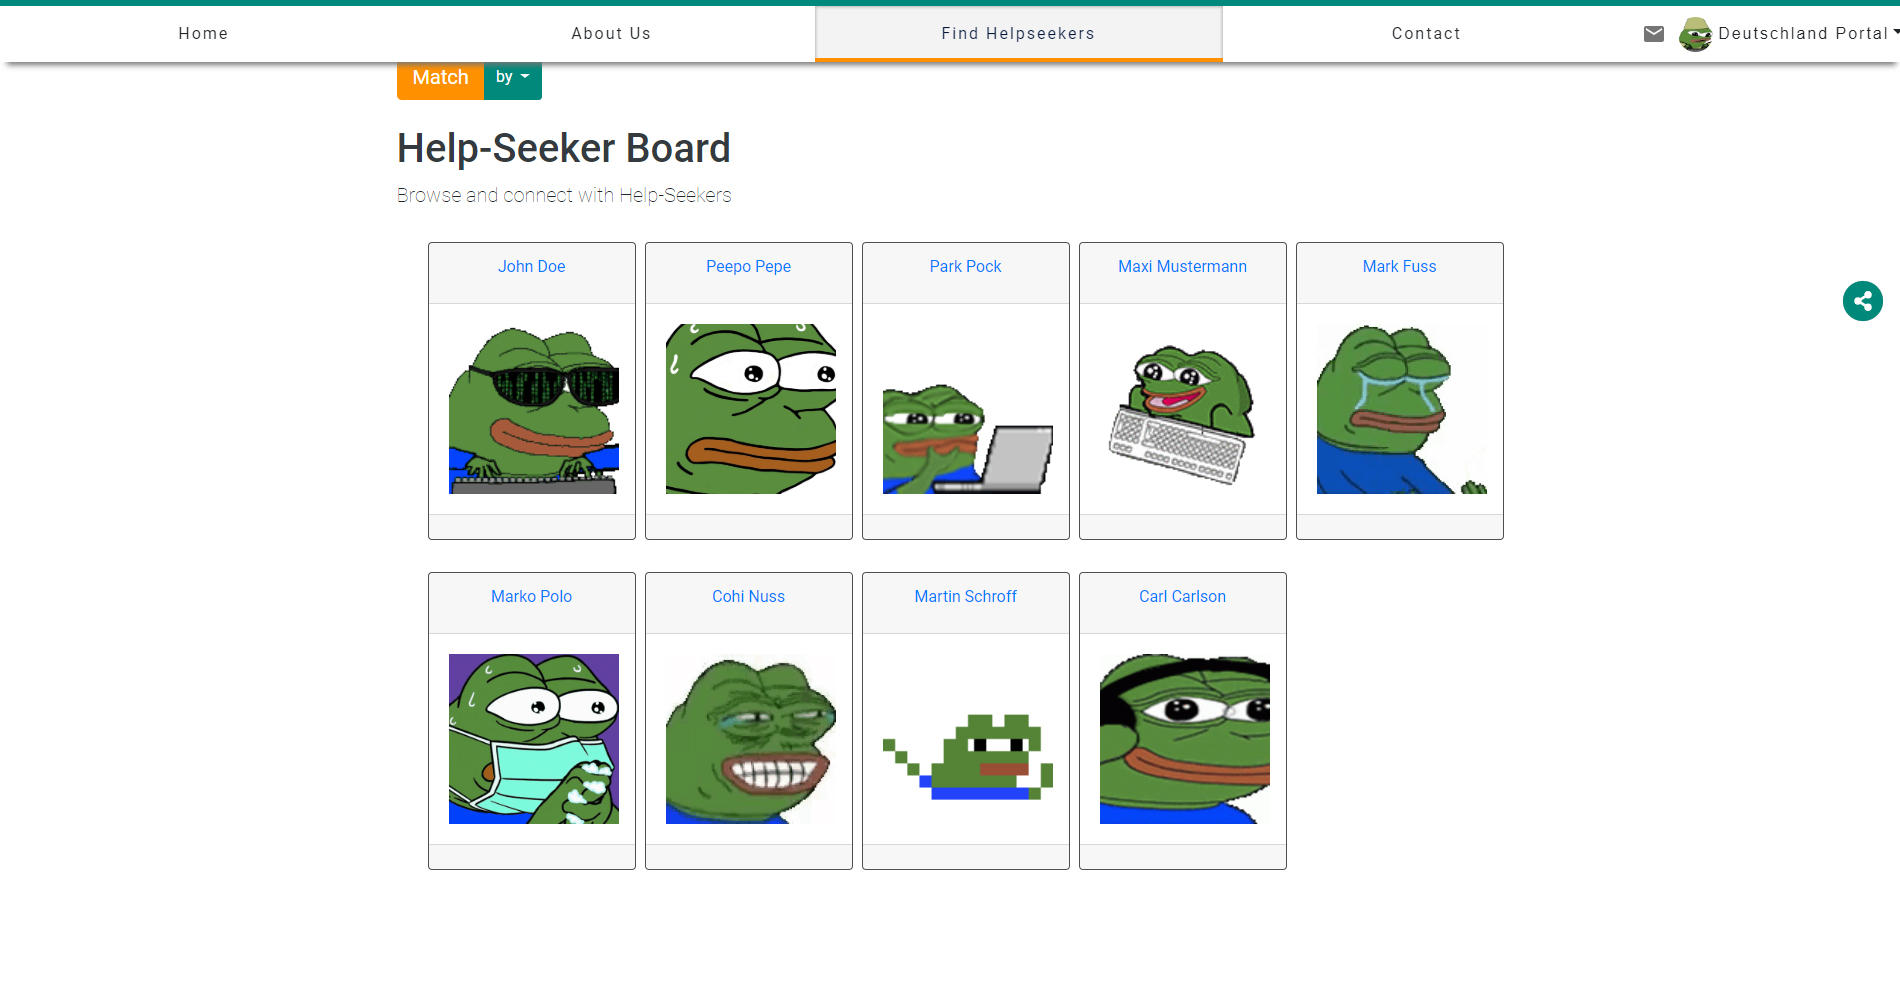 Home
About Us
Find Helpseekers
Contact
Deutschland Portal
Match
by
Help-Seeker Board
Browse and connect with Help-Seekers
John Doe
Peepo Pepe
Park Pock
Maxi Mustermann
Mark Fuss
Marko Polo
Cohi Nuss
Martin Schroff
Carl Carlson